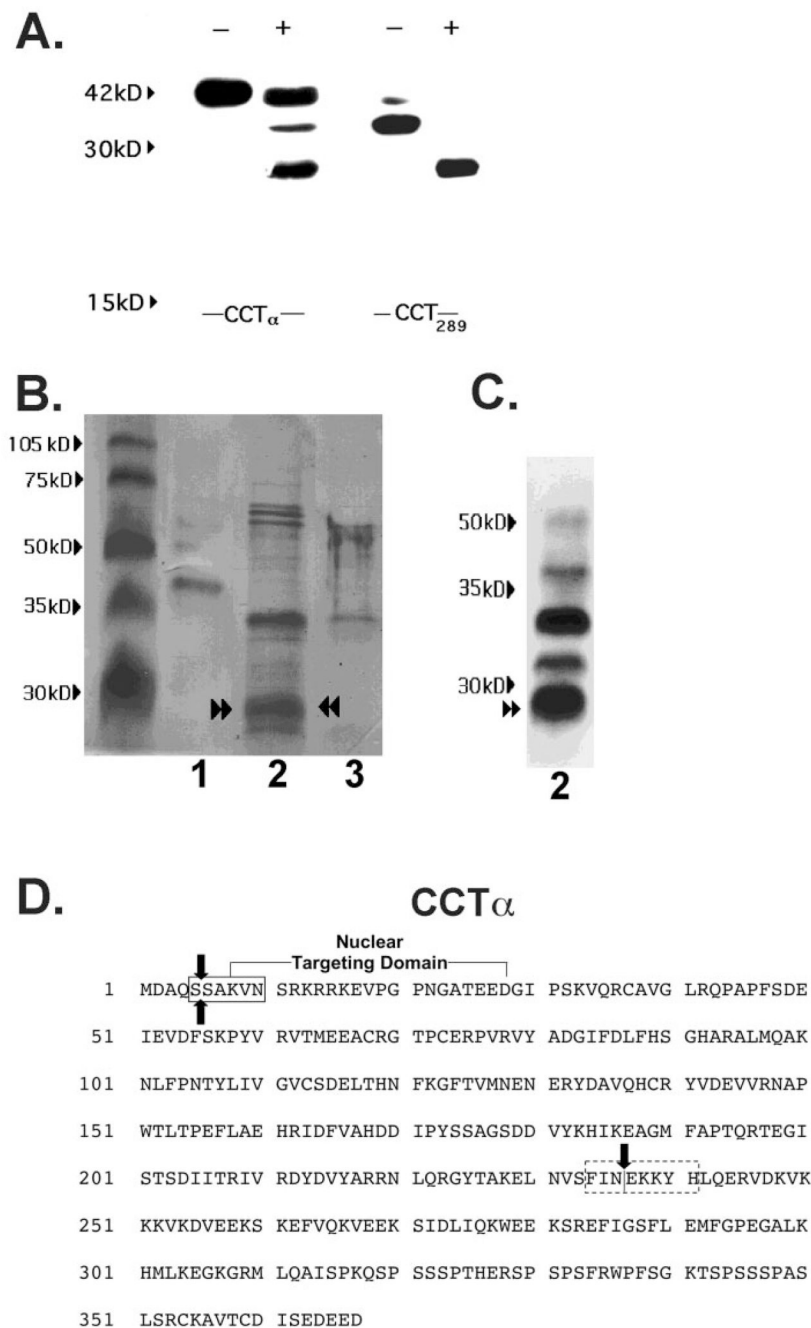 A.
− + − +
42kD
30kD
15kD
—CCTα— —CCT289
B.
105 kD
75kD
50kD
35kD
30kD
1 2 3
C.
50kD
35kD
30kD
2
D.
CCTα
Nuclear
Targeting Domain
1 MDAQSSAKVN SRKRRKEVPG PNGATEEDGI PSKVQRCAVG LRQPAPFSDE
51 IEVDFSKPYV RVTMEEACRG TPCERPVRVY ADGIFDLFHS GHARALMQAK
101 NLFPNTYLIV GVCSDELTHN FKGFTVMNEN ERYDAVQHCR YVDEVVRNAP
151 WTLTPEFLAE HRIDFVAHDD IPYSSAGSDD VYKHIKEAGM FAPTQRTEGI
201 STSDIITRIV RDYDVYARRN LQRGYTAKEL NVSFINEKKY HLQERVDKVK
251 KKVKDVEEKS KEFVQKVEEK SIDLIQKWEE KSREFIGSFL EMFGPEGALK
301 HMLKEGKGRM LQAISPKQSP SSSPTHERSP SPSFRWPFSG KTSPSSSPAS
351 LSRCKAVTCD ISEDEED